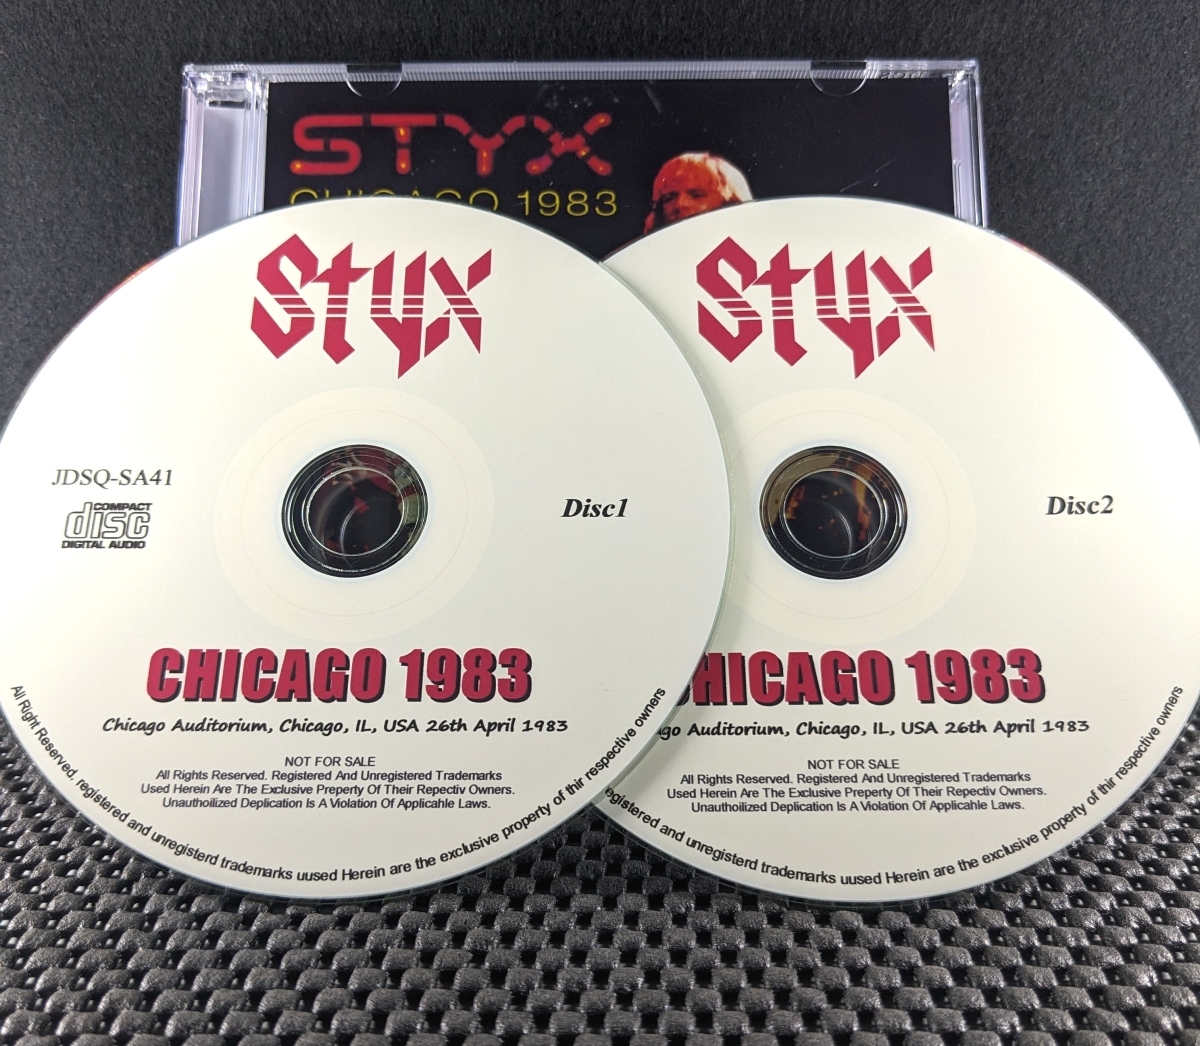 STYX
CHICAGO 1983
Styx
JDSQ-SA41
COMPACT
disc
DIGITAL AUDIO
Disc1
CHICAGO 1983
Chicago Auditorium, Chicago, IL, USA 26th April 1983
NOT FOR SALE
All Rights Reserved. Registered And Unregistered Trademarks
Used Herein Are The Exclusive Preperty Of Their Repectiv Owners.
Unauthoilized Deplication Is A Violation Of Applicahle Laws.
All Right Reserved. registered and unregisterd trademarks uused Herein are the exclusive property of thir respective owners
Styx
Disc2
HICAGO 1983
go Auditorium, Chicago, IL, USA 26th April 1983
NOT FOR SALE
All Rights Reserved. Registered And Unregistered Trademarks
Used Herein Are The Exclusive Preperty Of Their Repectiv Owners.
Unauthoilized Deplication Is A Violation Of Applicahle Laws.
egistered and unregisterd trademarks uused Herein are the exclusive property of thir respective owners